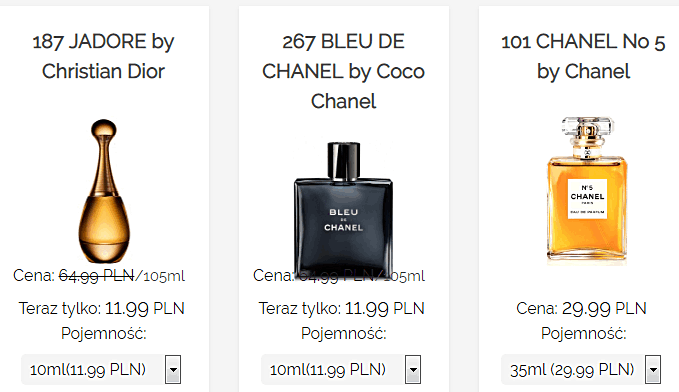 187 JADORE by
Christian Dior
Cena: 64.99 PLN/105ml
Teraz tylko: 11.99 PLN
Pojemność:
10ml(11.99 PLN)
267 BLEU DE
CHANEL by Coco
Chanel
BLEU
DE
CHANEL
Cena: 64.99 PLN/105ml
Teraz tylko: 11.99 PLN
Pojemność:
10ml(11.99 PLN)
101 CHANEL No 5
by Chanel
N°5
CHANEL
PARIS
EAU DE PARFUM
Cena: 29.99 PLN
Pojemność:
35ml (29.99 PLN)